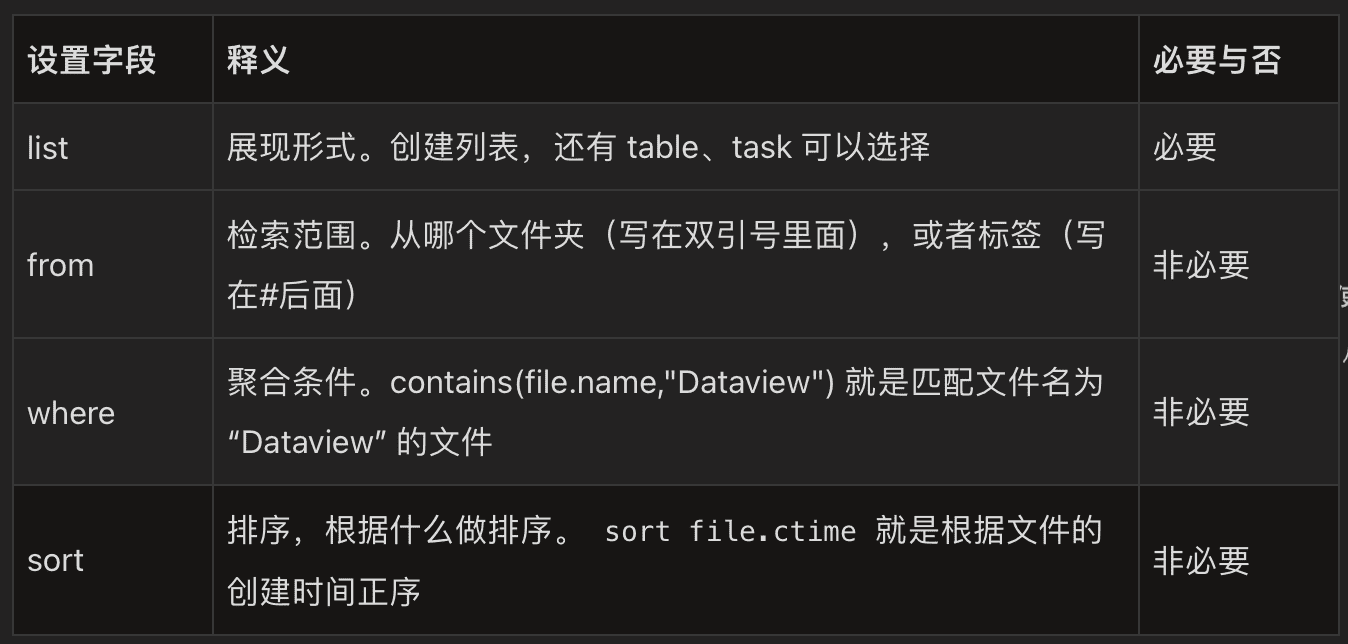 设置字段 释义 必要与否
list 展现形式。创建列表，还有 table、task 可以选择 必要
from 检索范围。从哪个文件夹（写在双引号里面），或者标签（写
在#后面） 非必要
where 聚合条件。contains(file.name,"Dataview") 就是匹配文件名为
“Dataview” 的文件 非必要
sort 排序，根据什么做排序。 sort file.ctime 就是根据文件的
创建时间正序 非必要